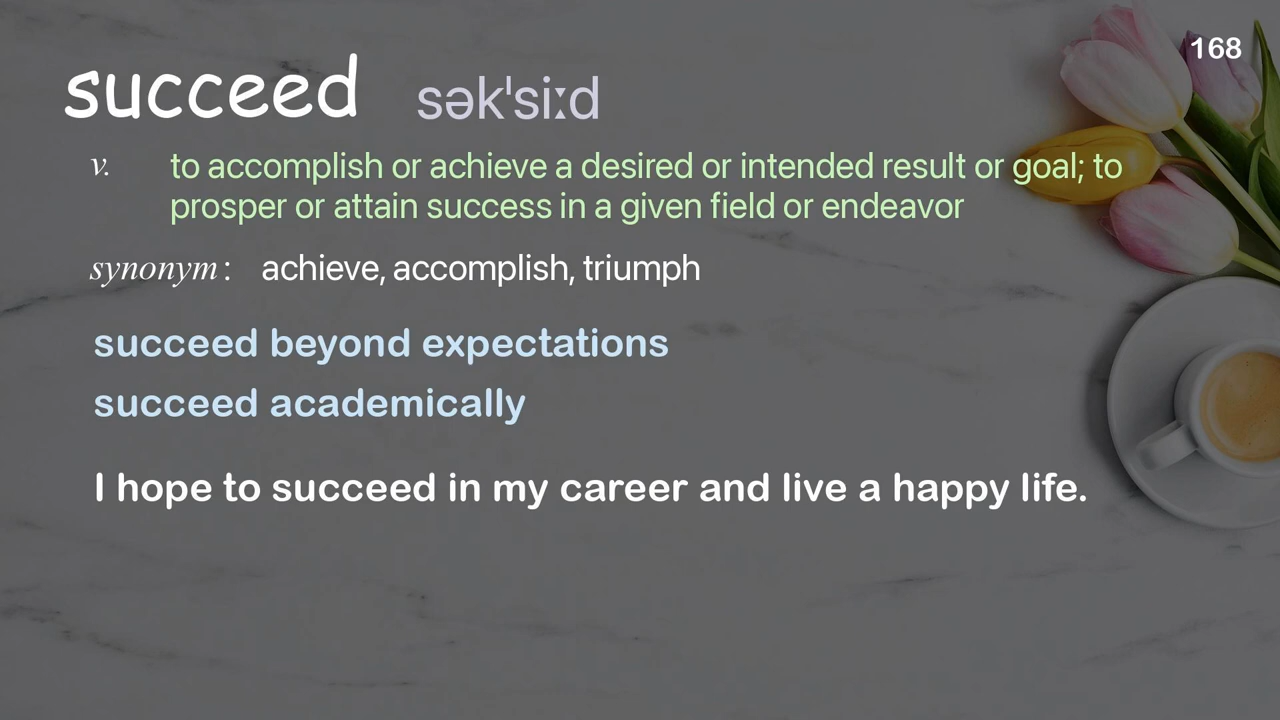 168
succeed sək'siːd
v. to accomplish or achieve a desired or intended result or goal; to
prosper or attain success in a given field or endeavor
synonym : achieve, accomplish, triumph
succeed beyond expectations
succeed academically
I hope to succeed in my career and live a happy life.